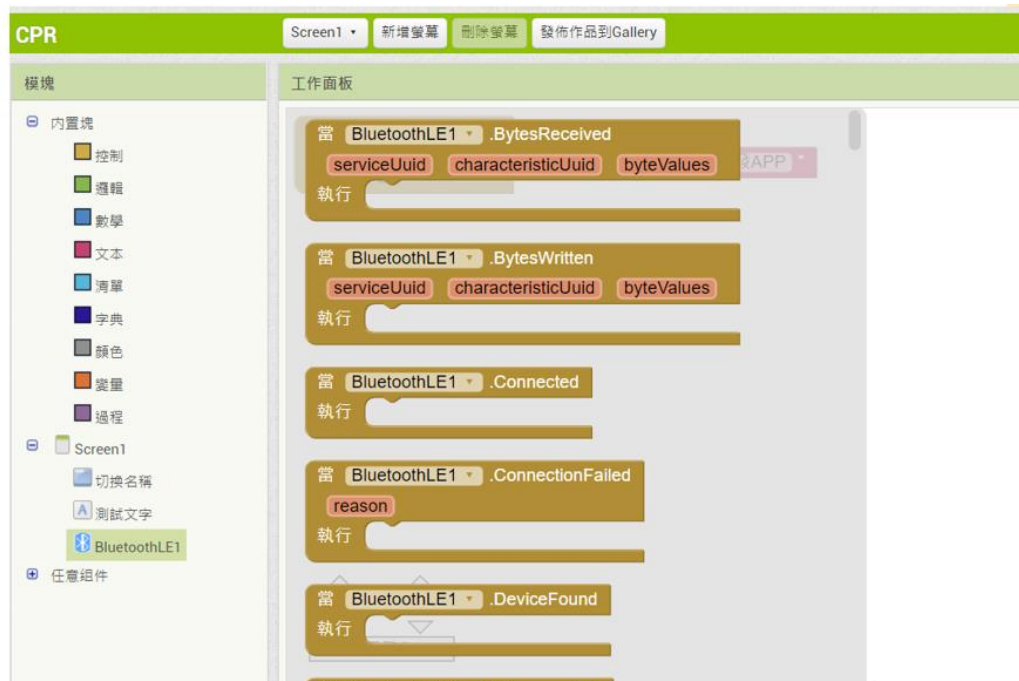 CPR
Screen1 新增螢幕 刪除螢幕 發佈作品到Gallery
模塊
工作面板
內置塊
控制
邏輯
數學
文本
清單
字典
顏色
變量
過程
Screen1
切換名稱
測試文字
BluetoothLE1
任意組件
當 BluetoothLE1 .BytesReceived
serviceUuid characteristicUuid byteValues
APP
執行
當 BluetoothLE1 .BytesWritten
serviceUuid characteristicUuid byteValues
執行
當 BluetoothLE1 .Connected
執行
當 BluetoothLE1 .ConnectionFailed
reason
執行
當 BluetoothLE1 .DeviceFound
執行